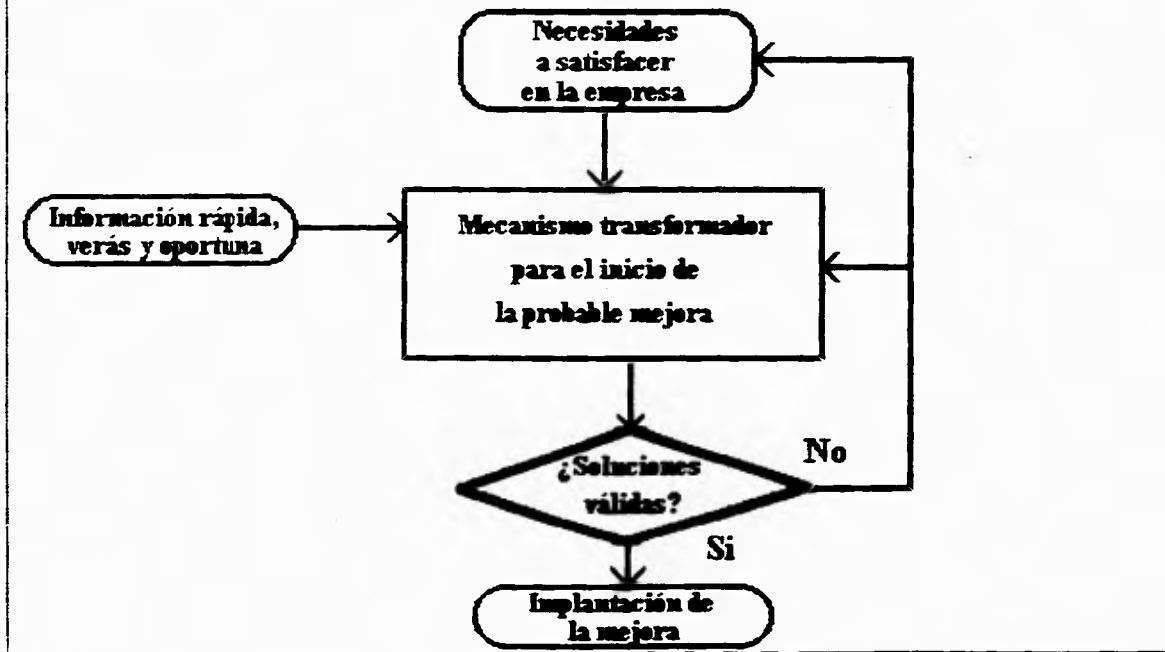 Necesidades
a satisfacer
en la empresa
Información rápida,
verás y oportuna
Mecanismo transformador
para el inicio de
la probable mejora
¿Soluciones
válidas?
No
Si
Implantación de
la mejora